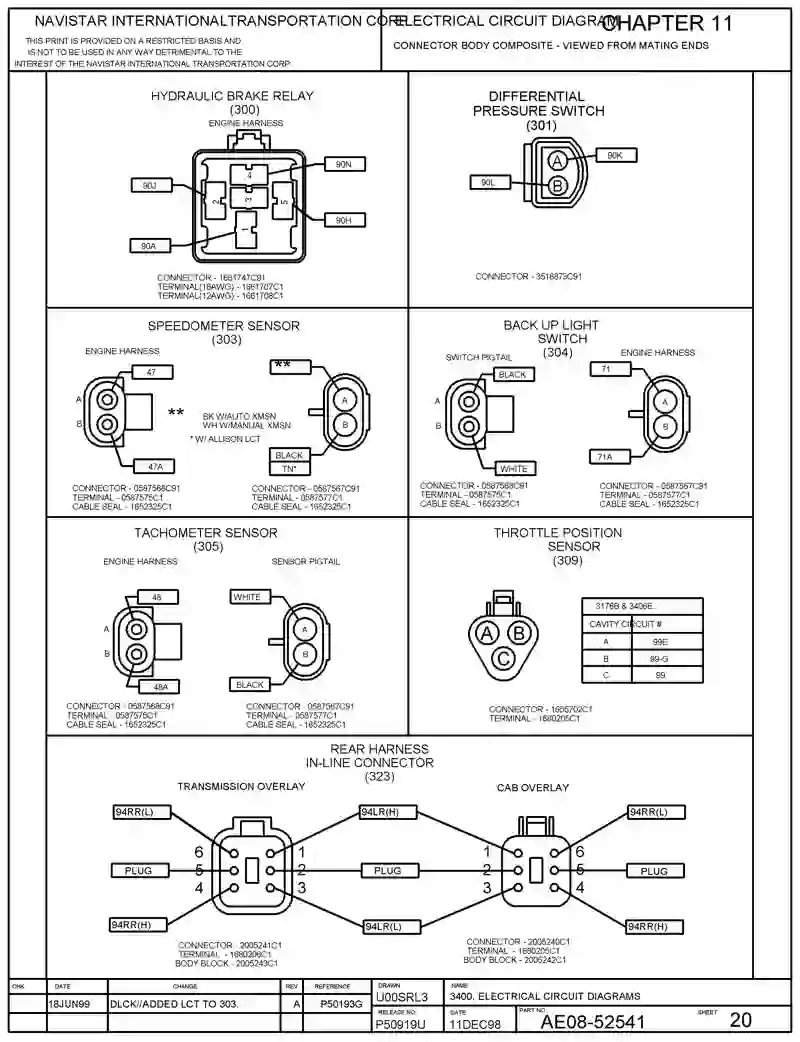 NAVISTAR INTERNATIONALTRANSPORTATION CORP
THIS PRINT IS PROVIDED ON A RESTRICTED BASIS AND
IS NOT TO BE USED IN ANY WAY DETRIMENTAL TO THE
INTEREST OF THE NAVISTAR INTERNATIONAL TRANSPORTATION CORP
ELECTRICAL CIRCUIT DIAGRAM
CHAPTER 11
CONNECTOR BODY COMPOSITE - VIEWED FROM MATING ENDS
HYDRAULIC BRAKE RELAY
(300)
ENGINE HARNESS
90N
90J
4
2
3
5
90H
1
90A
CONNECTOR - 1661747C91
TERMINAL(18AWG) - 1661707C1
TERMINAL(12AWG) - 1661708C1
DIFFERENTIAL
PRESSURE SWITCH
(301)
A
90K
90L
B
CONNECTOR - 3518873C91
SPEEDOMETER SENSOR
(303)
ENGINE HARNESS
47
A
B
47A
**
**
BK W/AUTO XMSN
WH W/MANUAL XMSN
* W/ ALLISON LCT
A
B
BLACK
TN*
CONNECTOR - 0587568C91
TERMINAL - 0587575C1
CABLE SEAL - 1652325C1
CONNECTOR - 0587567C91
TERMINAL - 0587577C1
CABLE SEAL - 1652325C1
BACK UP LIGHT
SWITCH
(304)
SWITCH PIGTAIL
ENGINE HARNESS
BLACK
A
B
WHITE
71
A
B
71A
CONNECTOR - 0587568C91
TERMINAL - 0587575C1
CABLE SEAL - 1652325C1
CONNECTOR - 0587567C91
TERMINAL - 0587577C1
CABLE SEAL - 1652325C1
TACHOMETER SENSOR
(305)
ENGINE HARNESS
SENSOR PIGTAIL
48
A
B
48A
WHITE
A
B
BLACK
CONNECTOR - 0587568C91
TERMINAL - 0587575C1
CABLE SEAL - 1652325C1
CONNECTOR - 0587567C91
TERMINAL - 0587577C1
CABLE SEAL - 1652325C1
THROTTLE POSITION
SENSOR
(309)
A B
C
3176B & 3406E..
CAVITY CIRCUIT #
A 99E
B 99-G
C 99
CONNECTOR - 1665702C1
TERMINAL - 1680205C1
REAR HARNESS
IN-LINE CONNECTOR
(323)
TRANSMISSION OVERLAY
CAB OVERLAY
94RR(L)
94LR(H)
94RR(L)
6 1 1 6
PLUG 5 2 PLUG 2 5 PLUG
4 3 3 4
94RR(H)
94LR(L)
94RR(H)
CONNECTOR - 2005241C1
TERMINAL - 1680206C1
BODY BLOCK - 2005243C1
CONNECTOR - 2005240C1
TERMINAL - 1680205C1
BODY BLOCK - 2005242C1
CHK DATE CHANGE REV REFERENCE
18JUN99 DLCK//ADDED LCT TO 303. A P50193G
DRAWN
U00SRL3
NAME
3400. ELECTRICAL CIRCUIT DIAGRAMS
RELEASE NO.
P50919U
DATE
11DEC98
PART NO.
AE08-52541
SHEET
20